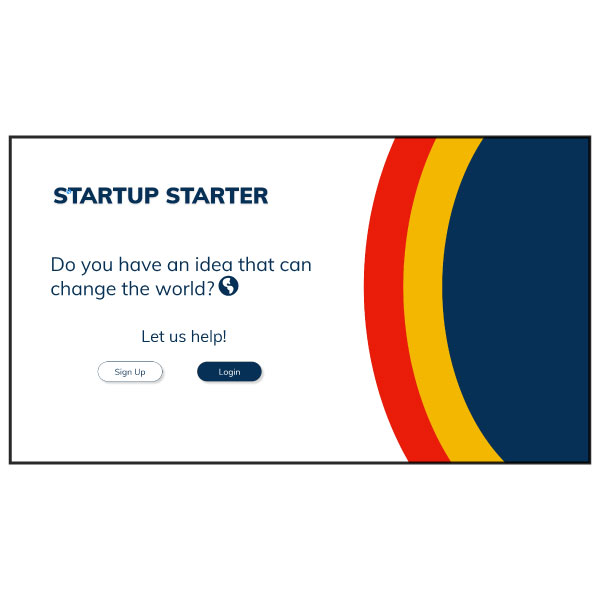 STARTUP STARTER
Do you have an idea that can
change the world?
Let us help!
Sign Up
Login